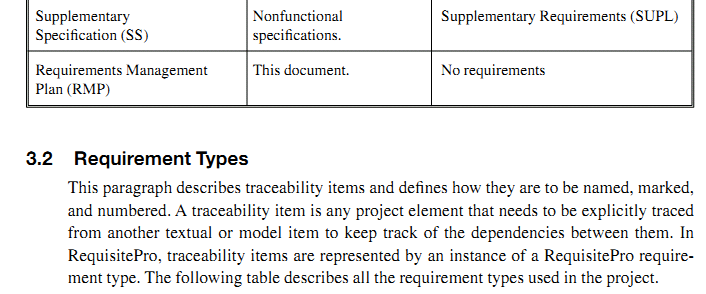 Supplementary Nonfunctional Supplementary Requirements (SUPL)
Specification (SS) specifications.
Requirements Management This document. No requirements
Plan (RMP)
3.2 Requirement Types
This paragraph describes traceability items and defines how they are to be named, marked,
and numbered. A traceability item is any project element that needs to be explicitly traced
from another textual or model item to keep track of the dependencies between them. In
RequisitePro, traceability items are represented by an instance of a RequisitePro require-
ment type. The following table describes all the requirement types used in the project.